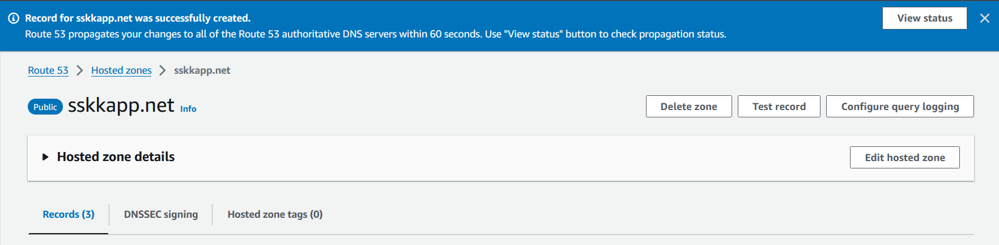 Record for sskkapp.net was successfully created.
View status
Route 53 propagates your changes to all of the Route 53 authoritative DNS servers within 60 seconds. Use "View status" button to check propagation status.
Route 53 > Hosted zones > sskkapp.net
Public sskkapp.net Info
Delete zone
Test record
Configure query logging
Hosted zone details
Edit hosted zone
Records (3)
DNSSEC signing
Hosted zone tags (0)